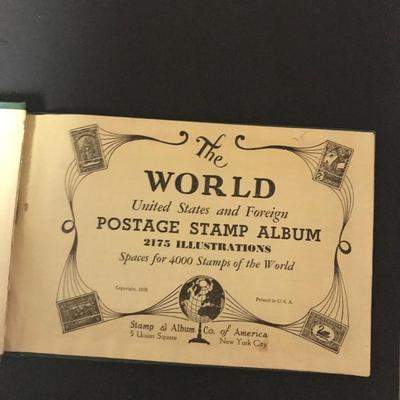 The
WORLD
United States and Foreign
POSTAGE STAMP ALBUM
2175 ILLUSTRATIONS
Spaces for 4000 Stamps of the World
Copyright,
Printed in U. S. A.
Stamp & Album Co. of America
5 Union Square New York City